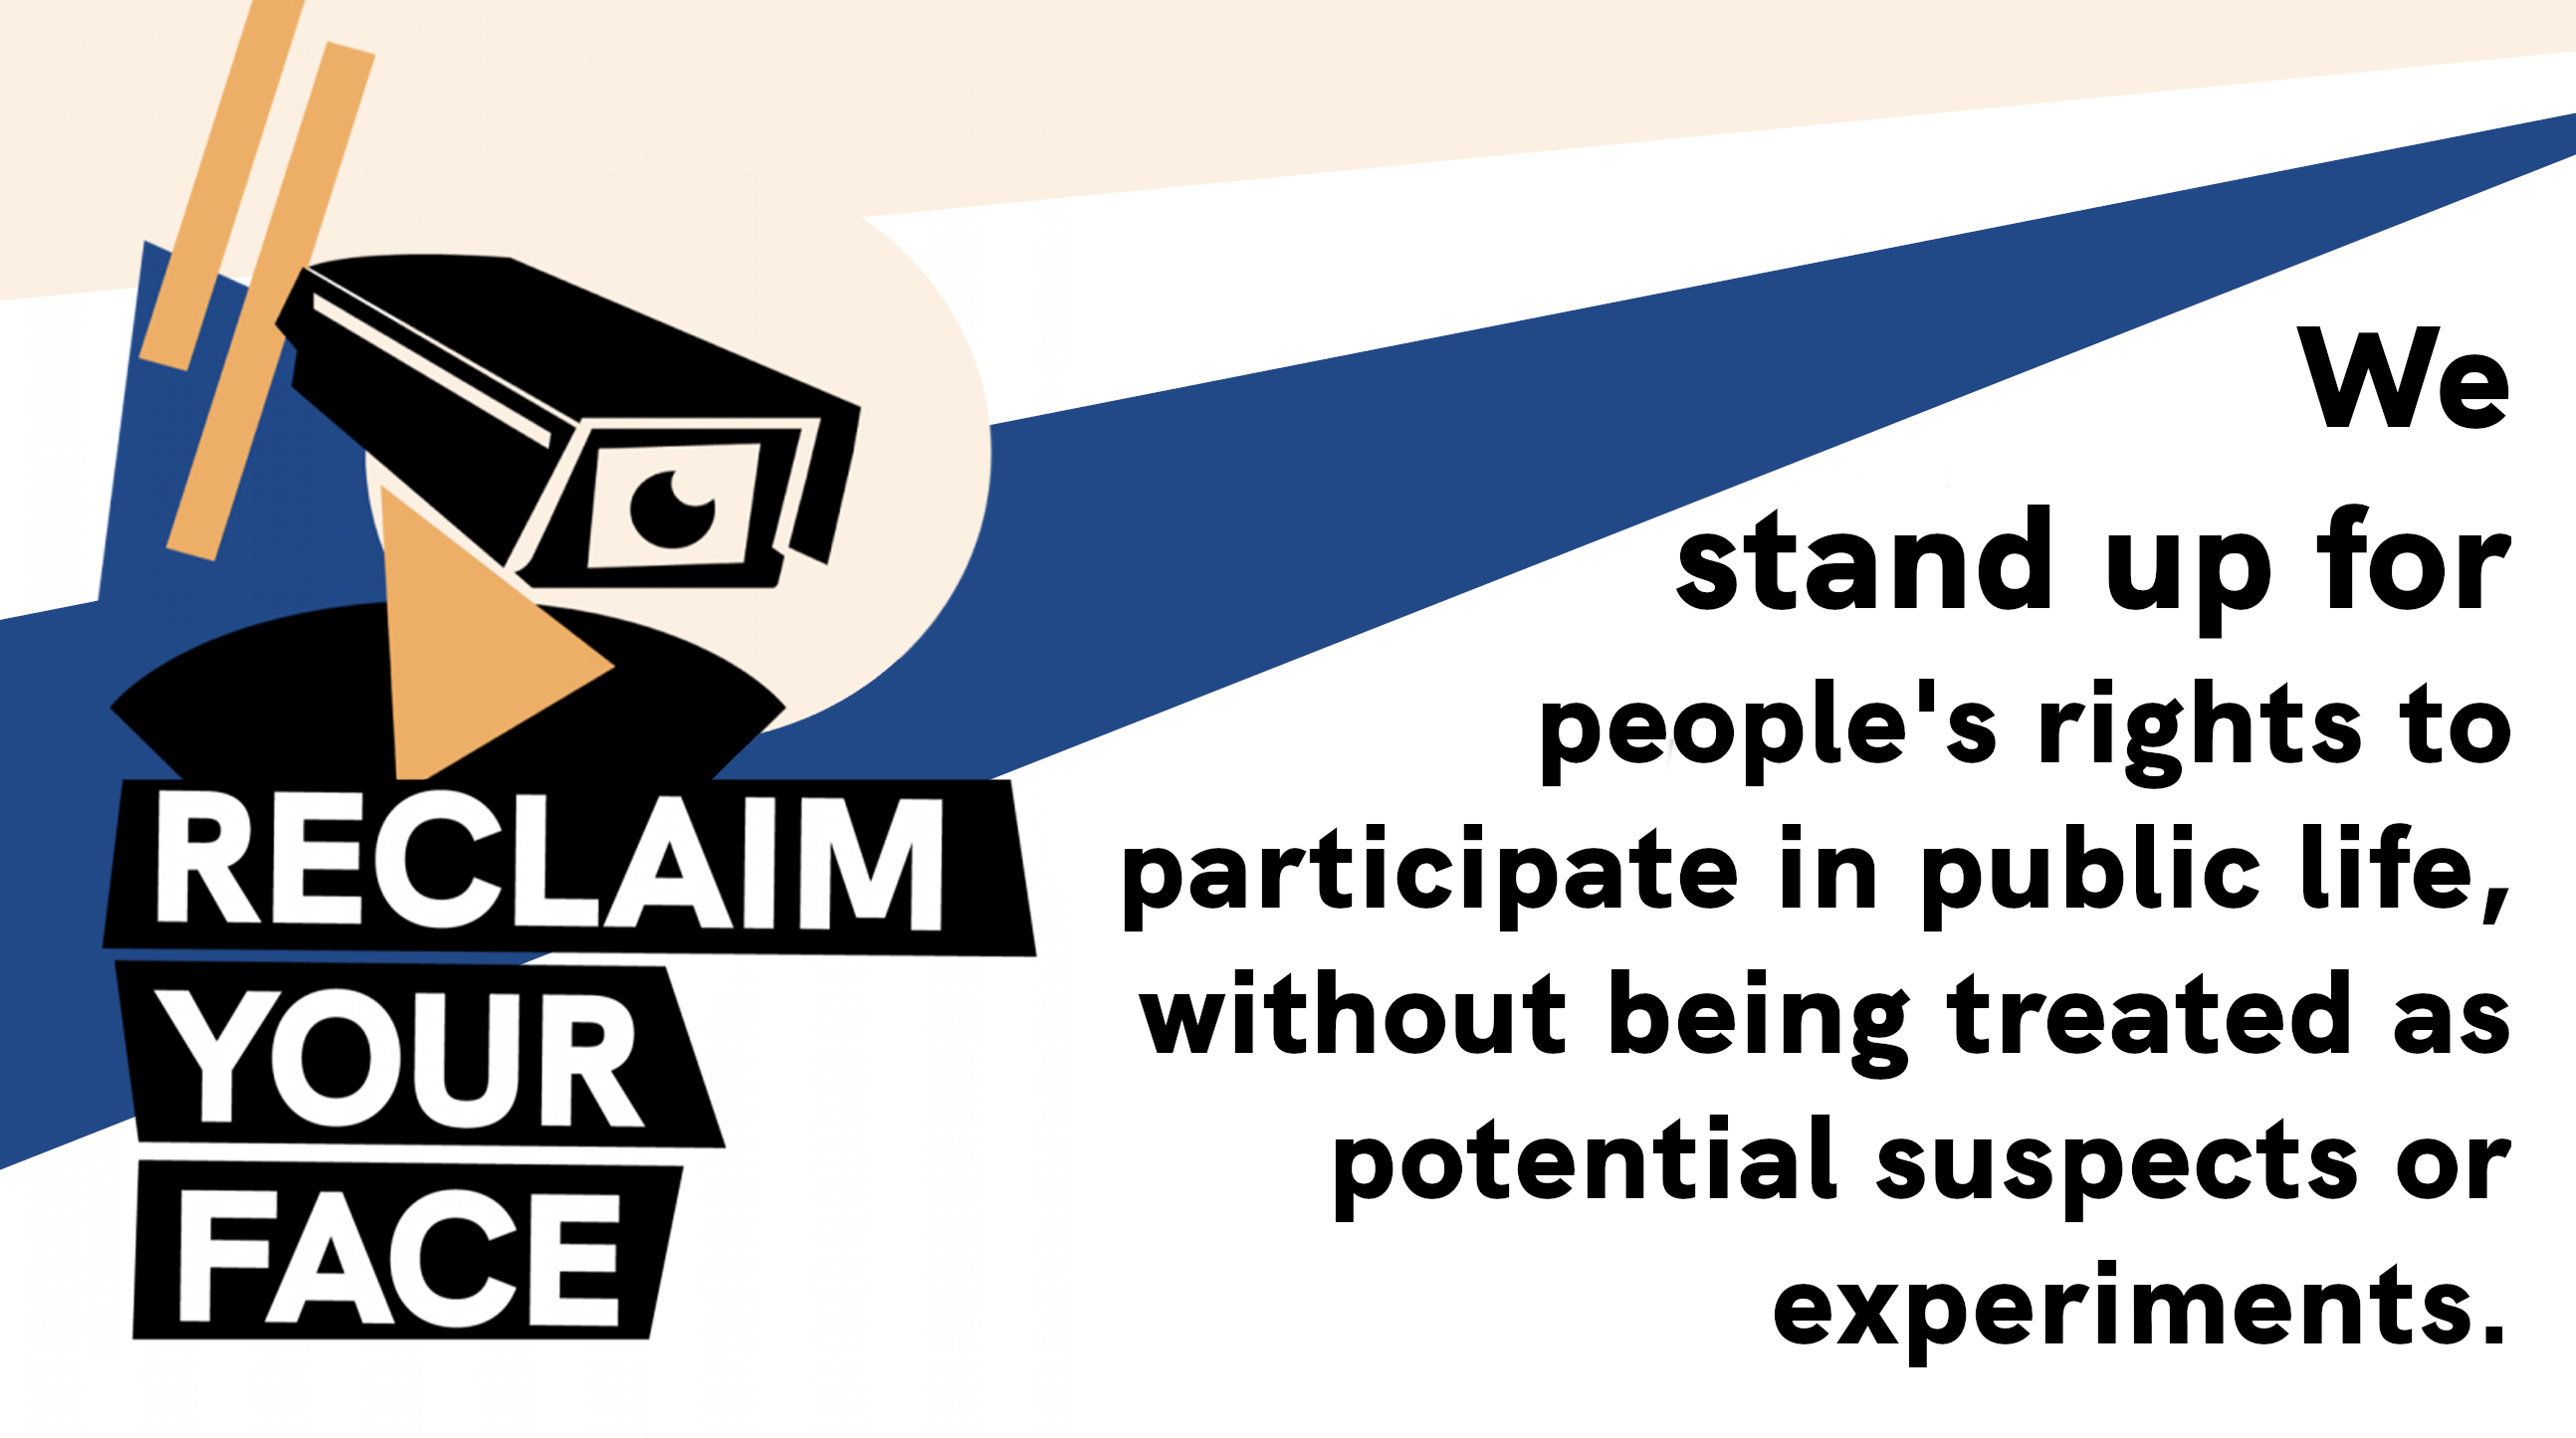 RECLAIM
YOUR
FACE
We
stand up for
people's rights to
participate in public life,
without being treated as
potential suspects or
experiments.